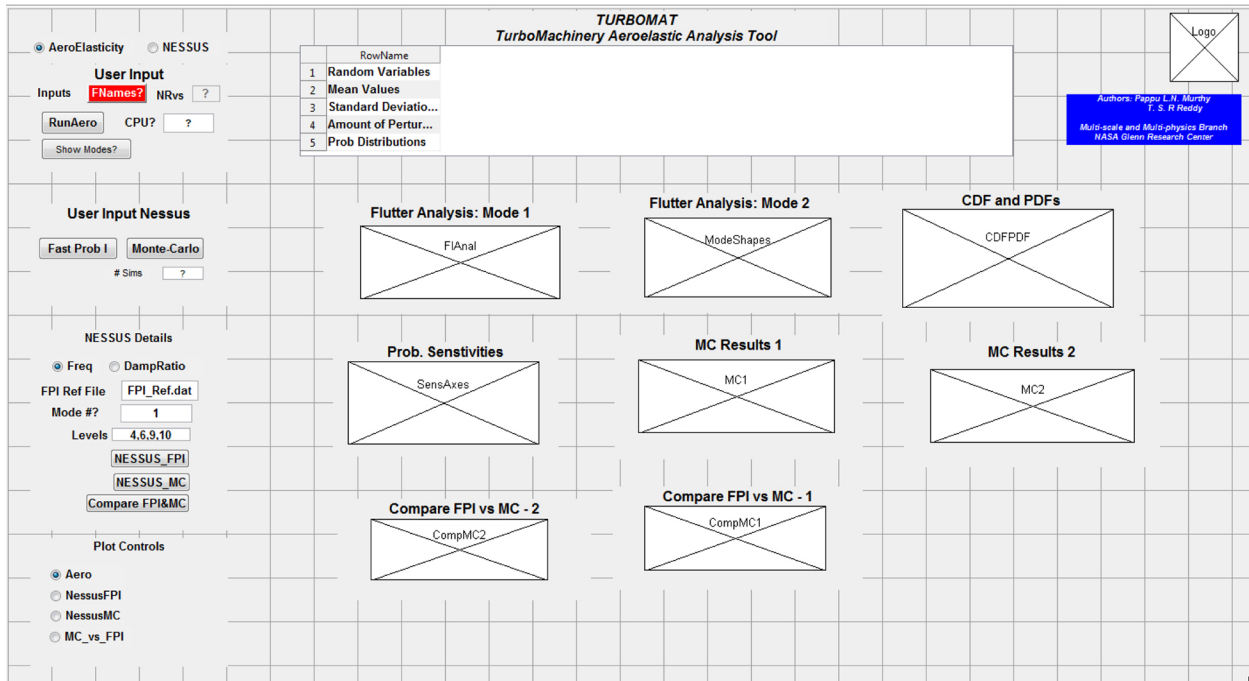 TURBOMAT
TurboMachinery Aeroelastic Analysis Tool
Logo
AeroElasticity NESSUS
User Input
Inputs FNames? NRvs ?
RunAero CPU? ?
Show Modes?
RowName
1 Random Variables
2 Mean Values
3 Standard Deviatio...
4 Amount of Pertur...
5 Prob Distributions
Authors: Pappu L.N. Murthy
T. S. R Reddy
Multi-scale and Multi-physics Branch
NASA Glenn Research Center
User Input Nessus
Fast Prob I Monte-Carlo
# Sims ?
Flutter Analysis: Mode 1
FlAnal
Flutter Analysis: Mode 2
ModeShapes
CDF and PDFs
CDFPDF
NESSUS Details
Freq DampRatio
FPI Ref File FPI_Ref.dat
Mode #? 1
Levels 4,6,9,10
NESSUS_FPI
NESSUS_MC
Compare FPI&MC
Prob. Senstivities
SensAxes
MC Results 1
MC1
MC Results 2
MC2
Compare FPI vs MC - 2
CompMC2
Compare FPI vs MC - 1
CompMC1
Plot Controls
Aero
NessusFPI
NessusMC
MC_vs_FPI